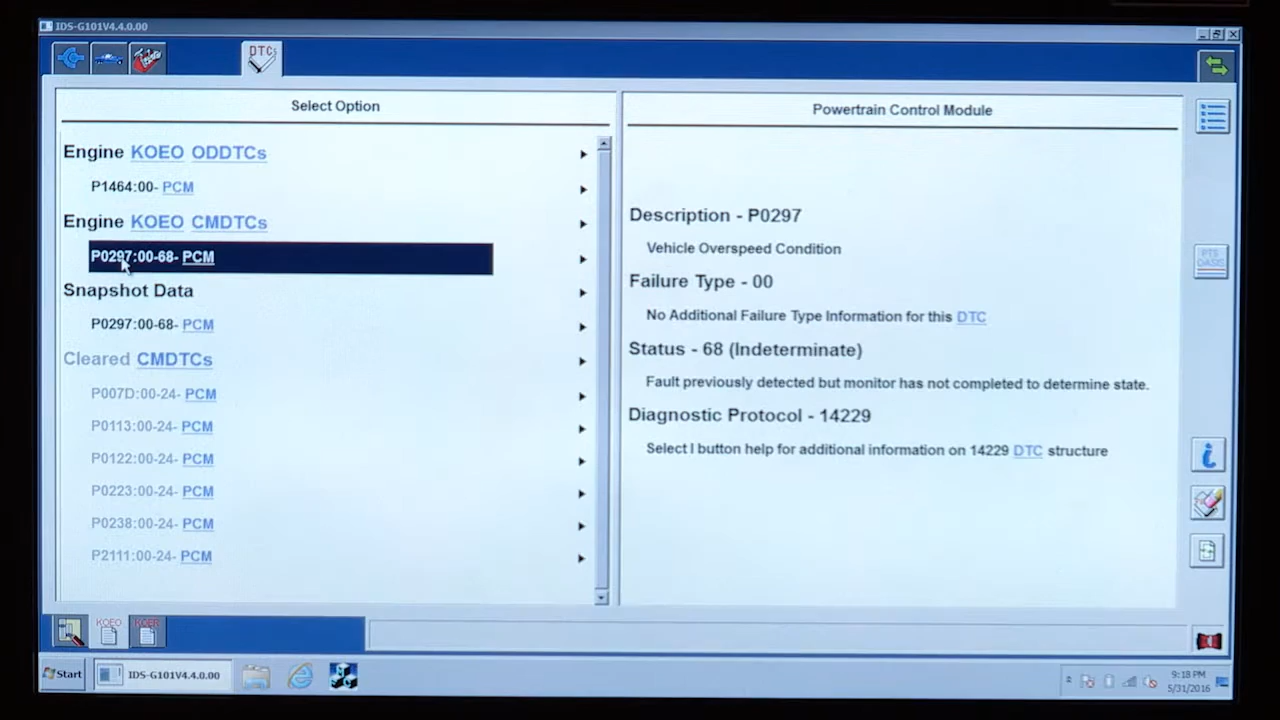 IDS-G101V4.4.0.00
DTCs
Select Option
Engine KOEO ODDTCs
P1464:00- PCM
Engine KOEO CMDTCs
P0297:00-68- PCM
Snapshot Data
P0297:00-68- PCM
Cleared CMDTCs
P007D:00-24- PCM
P0113:00-24- PCM
P0122:00-24- PCM
P0223:00-24- PCM
P0238:00-24- PCM
P2111:00-24- PCM
Powertrain Control Module
Description - P0297
Vehicle Overspeed Condition
Failure Type - 00
No Additional Failure Type Information for this DTC
Status - 68 (Indeterminate)
Fault previously detected but monitor has not completed to determine state.
Diagnostic Protocol - 14229
Select I button help for additional information on 14229 DTC structure
PTS
OASIS
KOEO
KOER
Start
IDS-G101V4.4.0.00
9:18 PM
5/31/2016